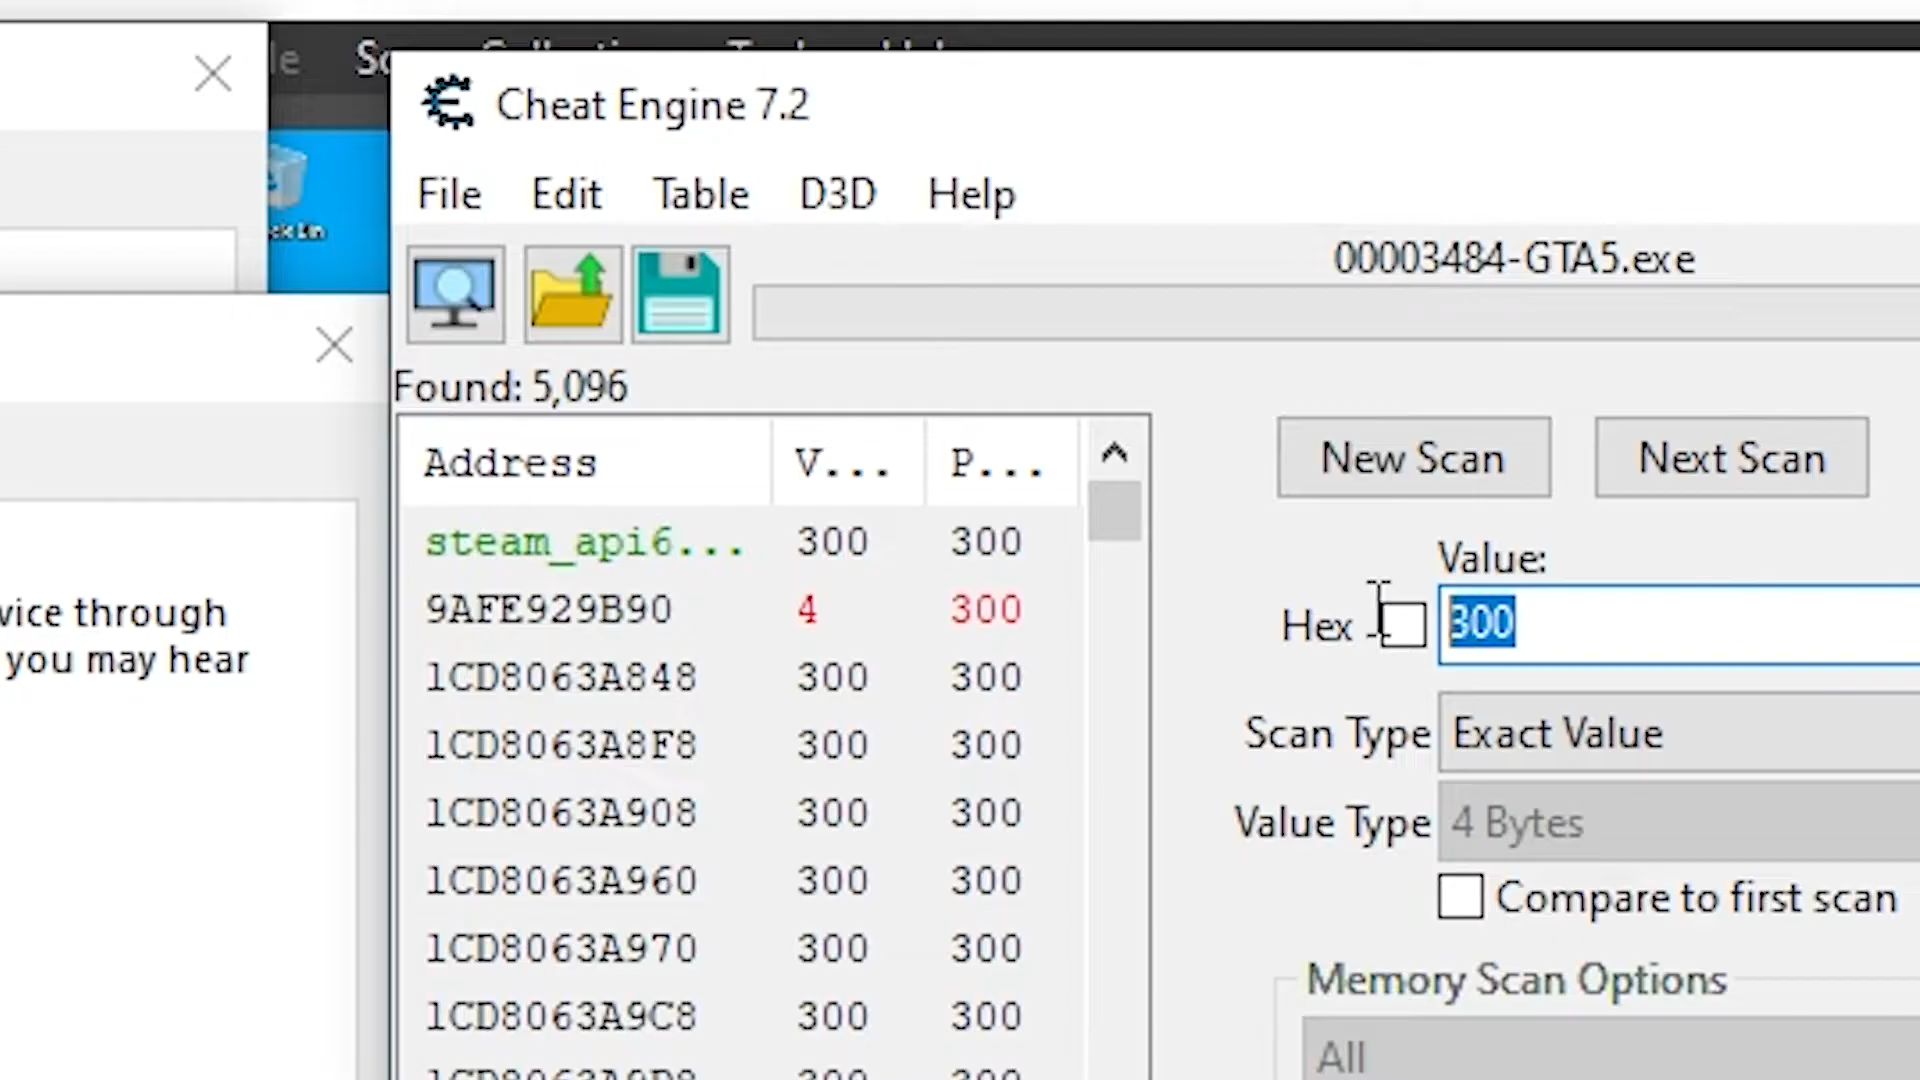 Cheat Engine 7.2
File Edit Table D3D Help
00003484-GTA5.exe
Found: 5,096
Address V... P...
steam_api6... 300 300
9AFE929B90 4 300
1CD8063A848 300 300
1CD8063A8F8 300 300
1CD8063A908 300 300
1CD8063A960 300 300
1CD8063A970 300 300
1CD8063A9C8 300 300
New Scan Next Scan
Value:
Hex 300
Scan Type Exact Value
Value Type 4 Bytes
Compare to first scan
Memory Scan Options
All
vice through
you may hear